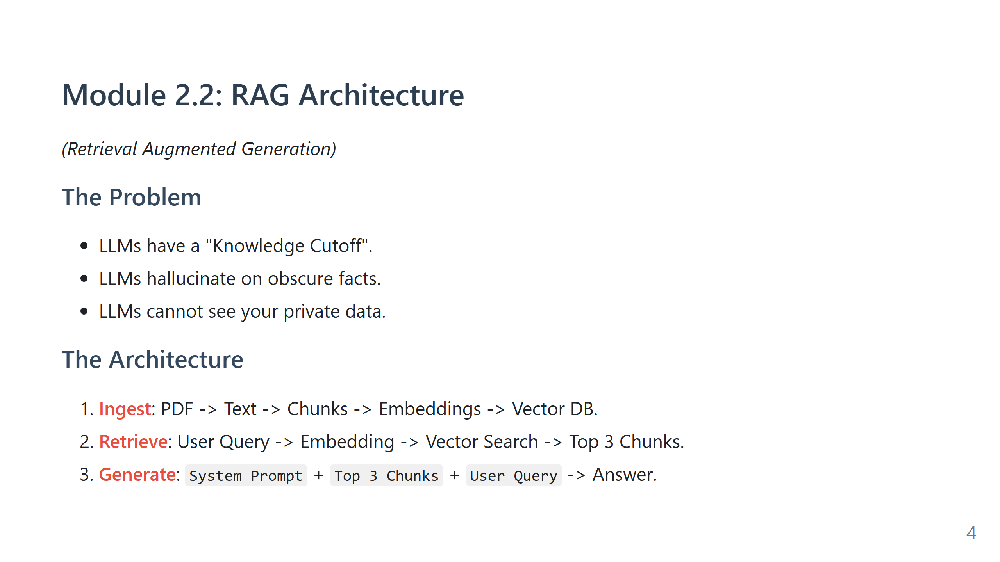 Module 2.2: RAG Architecture
(Retrieval Augmented Generation)
The Problem
• LLMs have a "Knowledge Cutoff".
• LLMs hallucinate on obscure facts.
• LLMs cannot see your private data.
The Architecture
1. Ingest: PDF -> Text -> Chunks -> Embeddings -> Vector DB.
2. Retrieve: User Query -> Embedding -> Vector Search -> Top 3 Chunks.
3. Generate: System Prompt + Top 3 Chunks + User Query -> Answer.
4